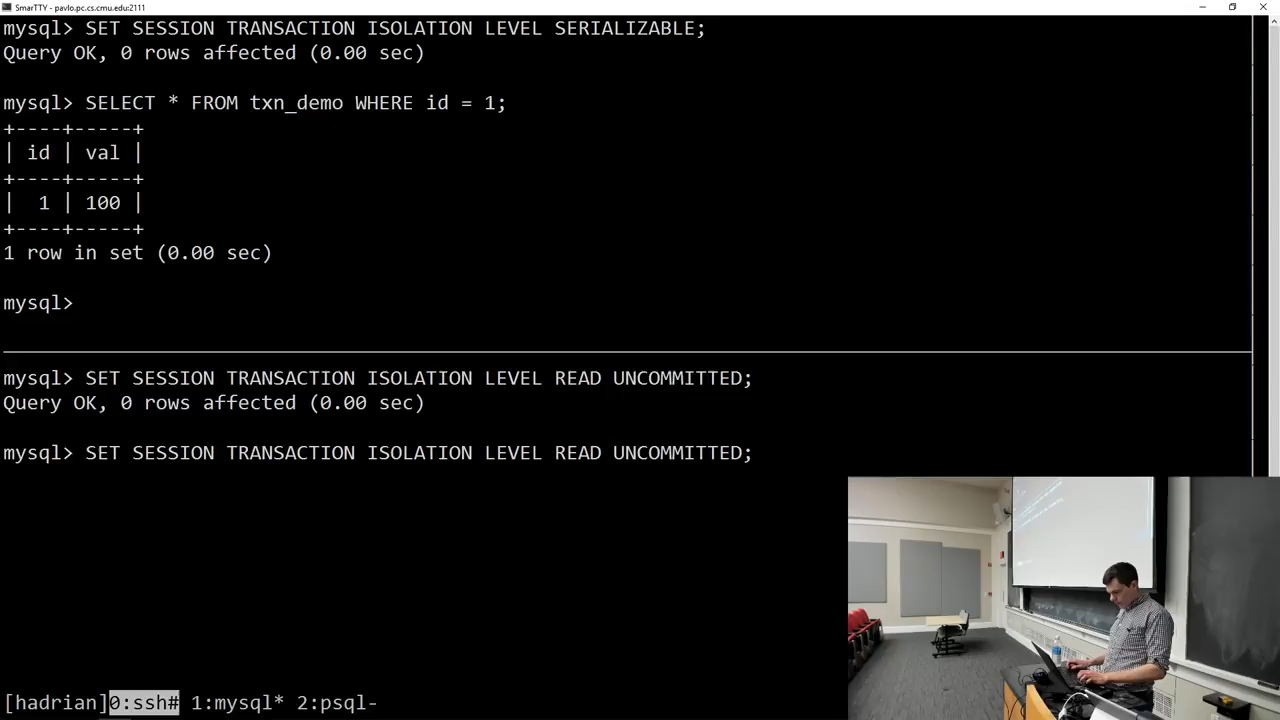 SmarTTY - pavlo.pc.cs.cmu.edu:2111
mysql> SET SESSION TRANSACTION ISOLATION LEVEL SERIALIZABLE;
Query OK, 0 rows affected (0.00 sec)
mysql> SELECT * FROM txn_demo WHERE id = 1;
+----+-----+
| id | val |
+----+-----+
|  1 | 100 |
+----+-----+
1 row in set (0.00 sec)
mysql>
mysql> SET SESSION TRANSACTION ISOLATION LEVEL READ UNCOMMITTED;
Query OK, 0 rows affected (0.00 sec)
mysql> SET SESSION TRANSACTION ISOLATION LEVEL READ UNCOMMITTED;
[hadrian]0:ssh# 1:mysql* 2:psql-